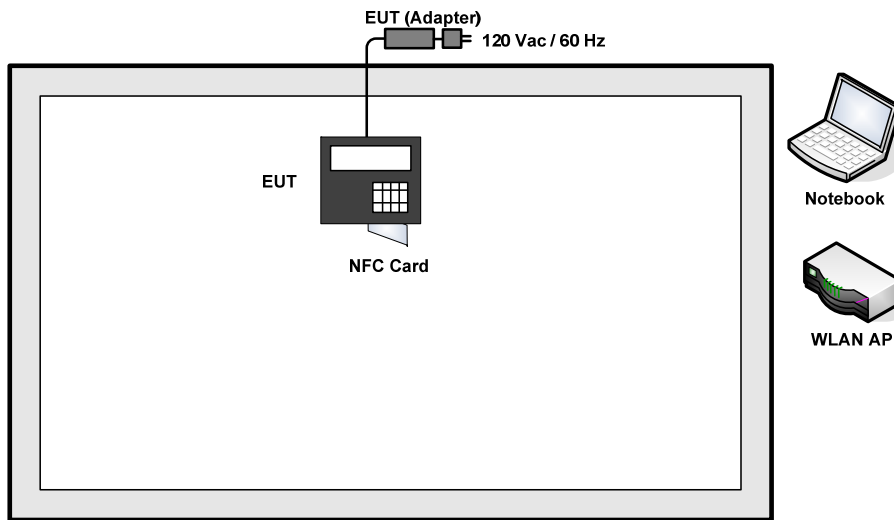 EUT (Adapter)
120 Vac / 60 Hz
EUT
NFC Card
Notebook
WLAN AP